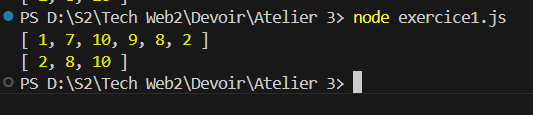 PS D:\S2\Tech Web2\Devoir\Atelier 3> node exercice1.js
[ 1, 7, 10, 9, 8, 2 ]
[ 2, 8, 10 ]
PS D:\S2\Tech Web2\Devoir\Atelier 3>